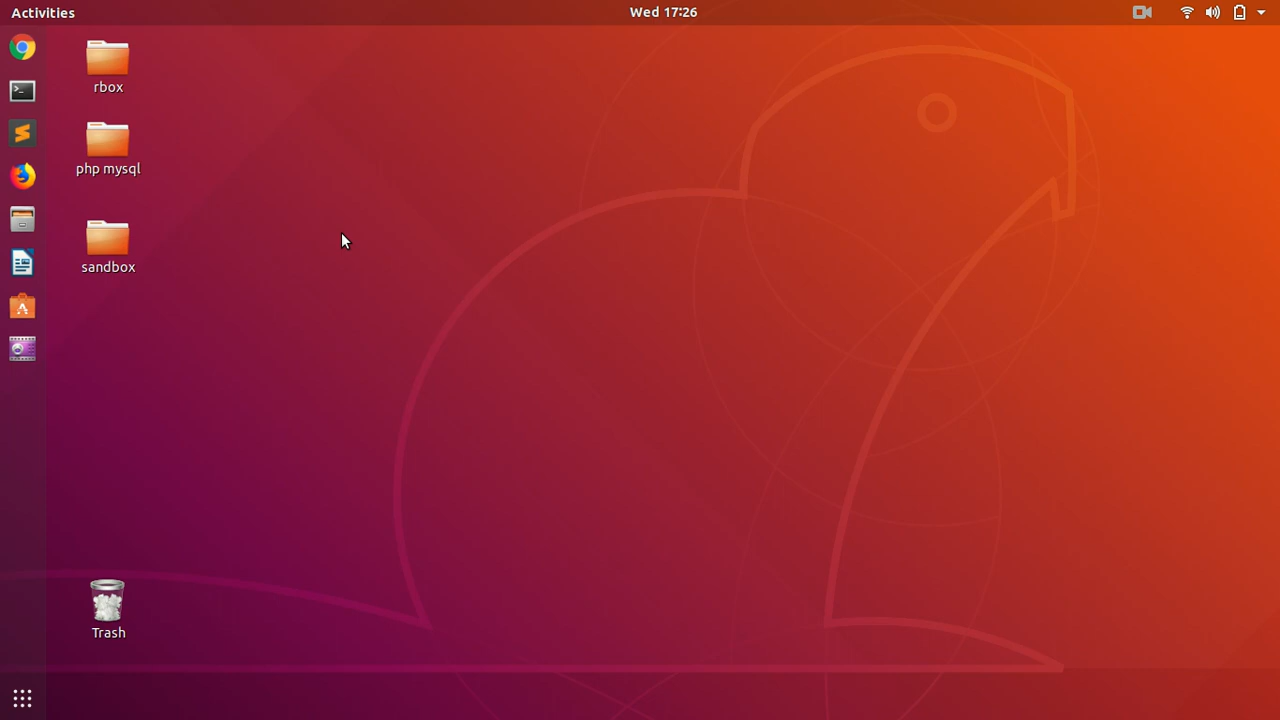 Activities
Wed 17:26
rbox
php mysql
sandbox
Trash